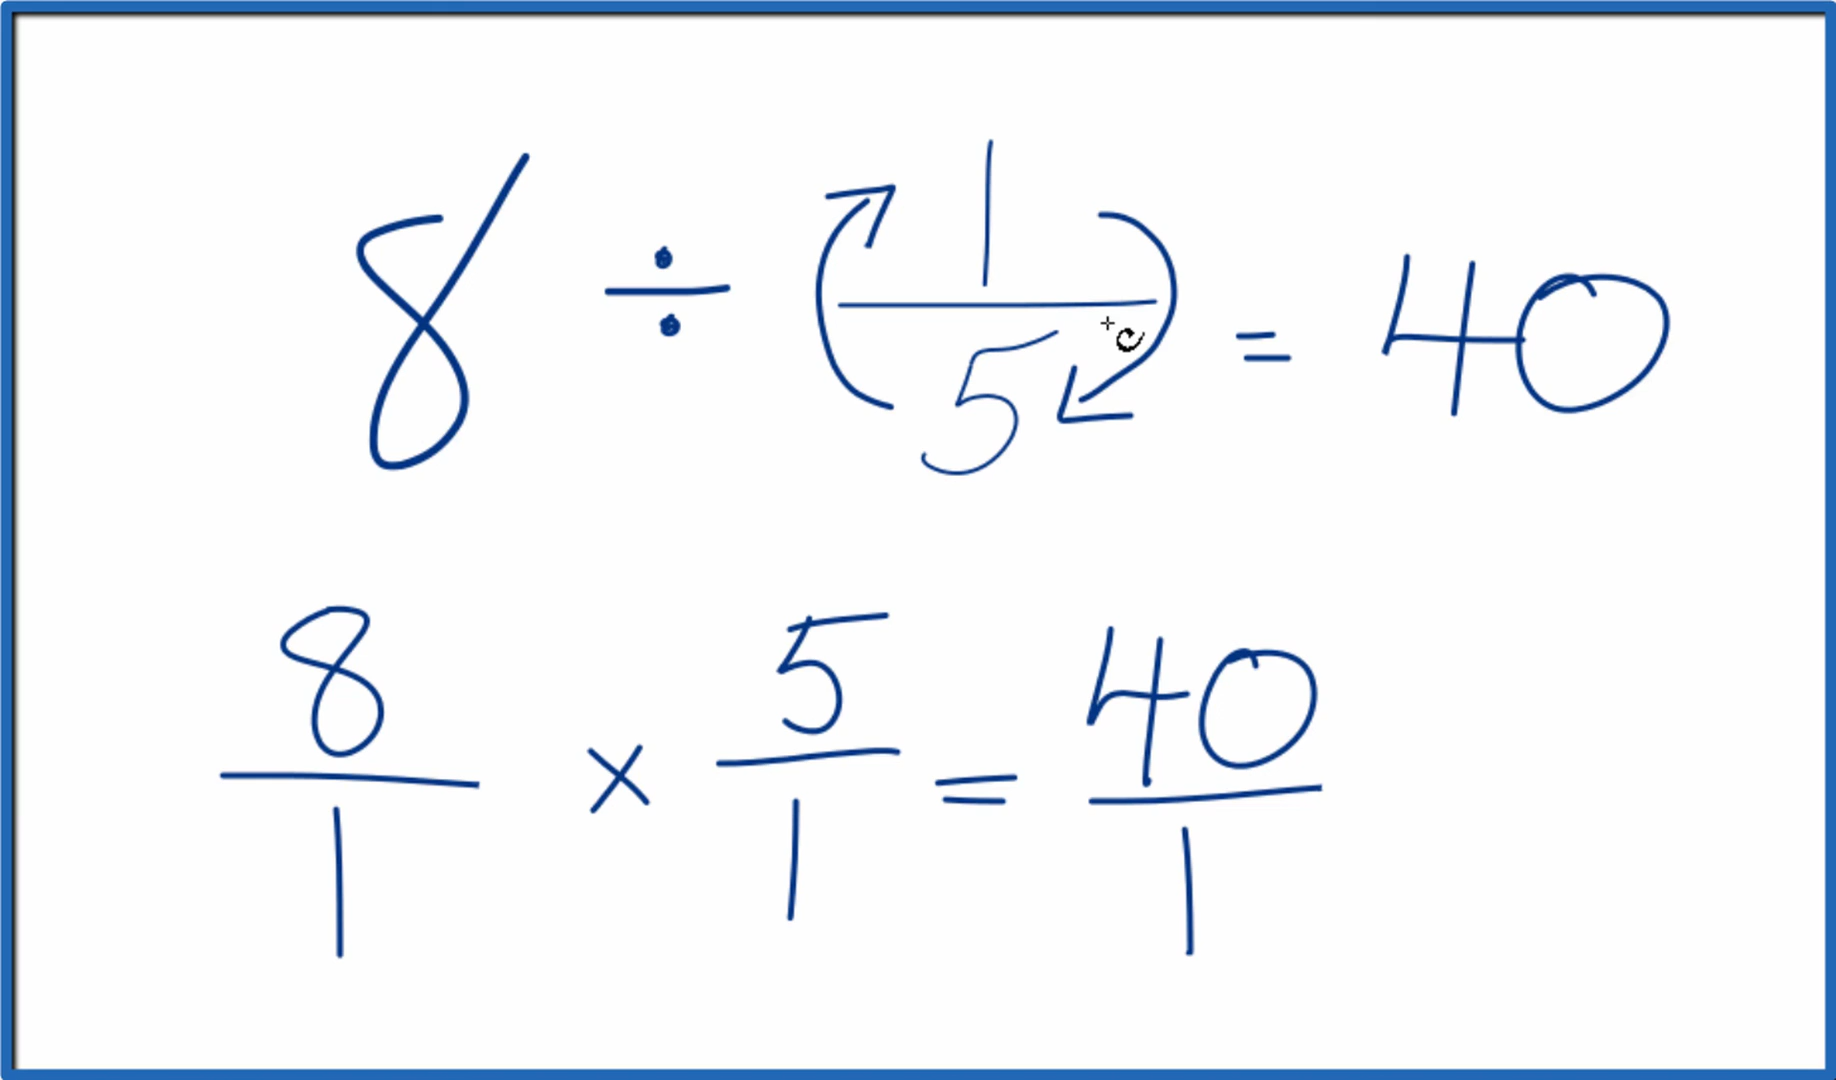 8 ÷ 1/5 = 40
8/1 × 5/1 = 40/1